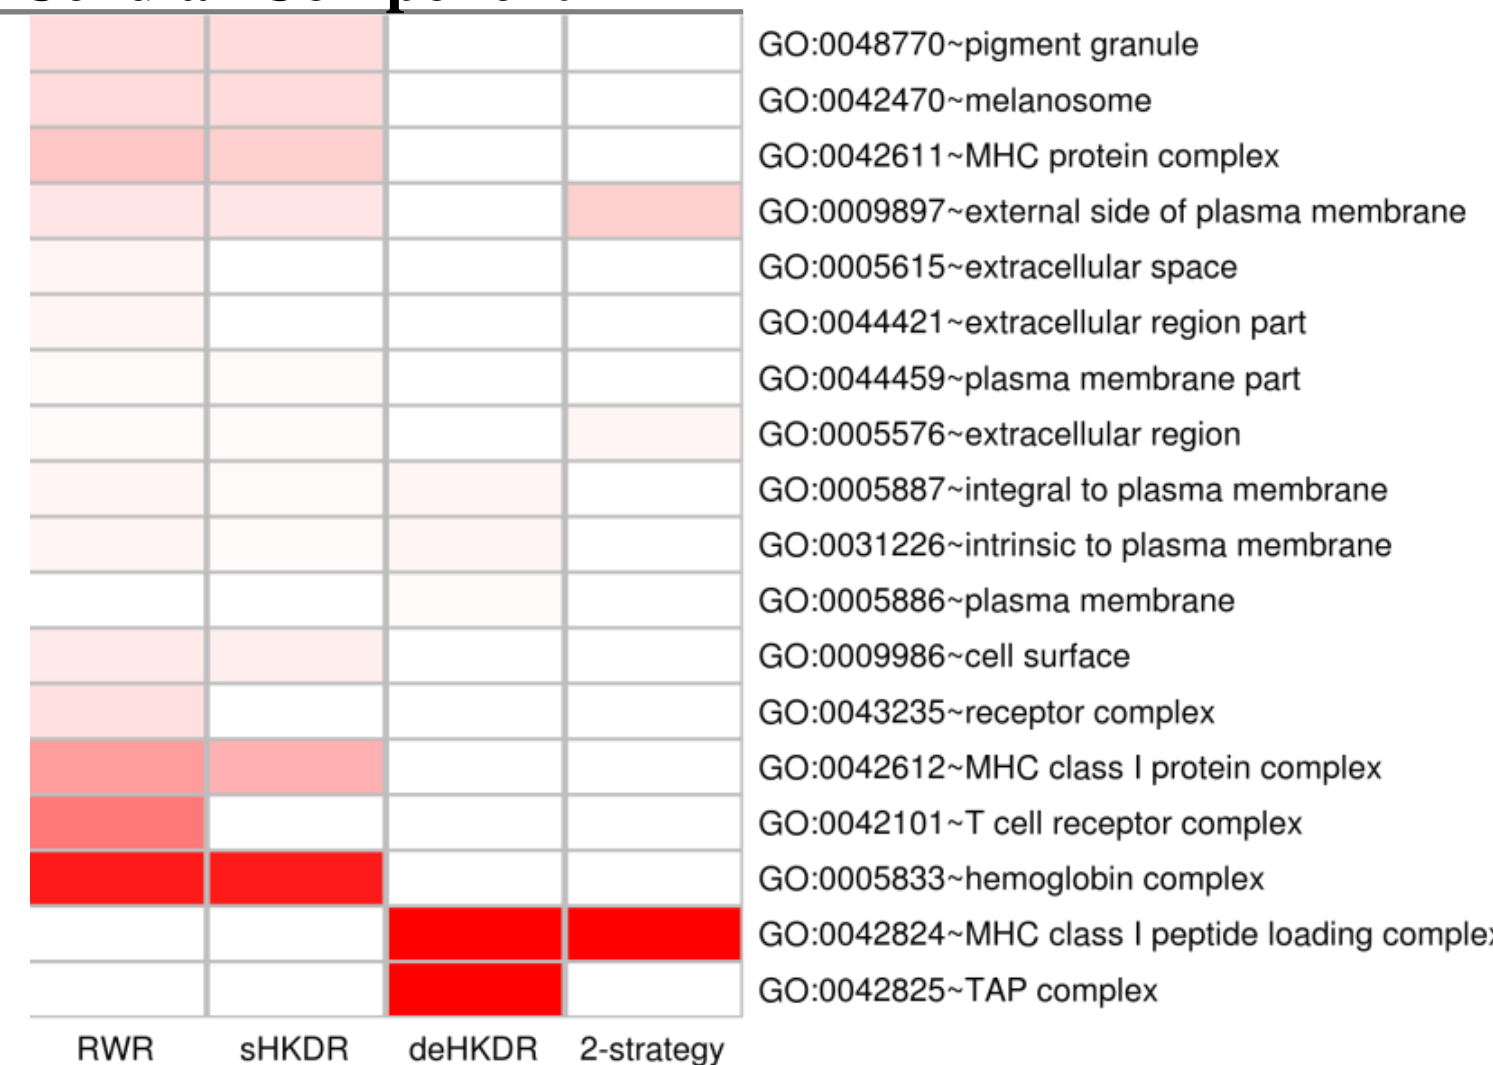 GO:0048770~pigment granule
GO:0042470~melanosome
GO:0042611~MHC protein complex
GO:0009897~external side of plasma membrane
GO:0005615~extracellular space
GO:0044421~extracellular region part
GO:0044459~plasma membrane part
GO:0005576~extracellular region
GO:0005887~integral to plasma membrane
GO:0031226~intrinsic to plasma membrane
GO:0005886~plasma membrane
GO:0009986~cell surface
GO:0043235~receptor complex
GO:0042612~MHC class I protein complex
GO:0042101~T cell receptor complex
GO:0005833~hemoglobin complex
GO:0042824~MHC class I peptide loading complex
GO:0042825~TAP complex
RWR sHKDR deHKDR 2-strategy